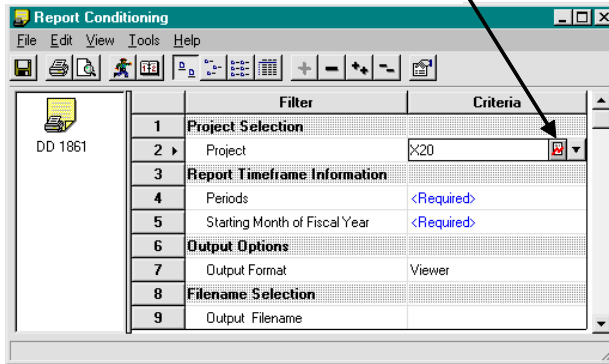 Report Conditioning
File Edit View Tools Help
DD 1861
Filter Criteria
1 Project Selection
2 Project X20
3 Report Timeframe Information
4 Periods <Required>
5 Starting Month of Fiscal Year <Required>
6 Output Options
7 Output Format Viewer
8 Filename Selection
9 Output Filename